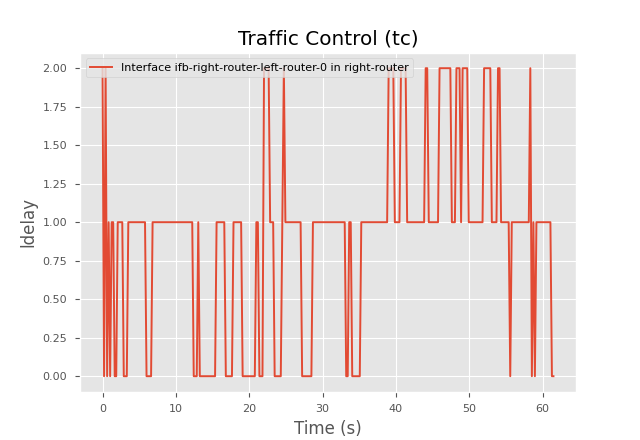 Traffic Control (tc)
Interface ifb-right-router-left-router-0 in right-router
2.00
1.75
1.50
1.25
1.00
0.75
0.50
0.25
0.00
ldelay
0 10 20 30 40 50 60
Time (s)